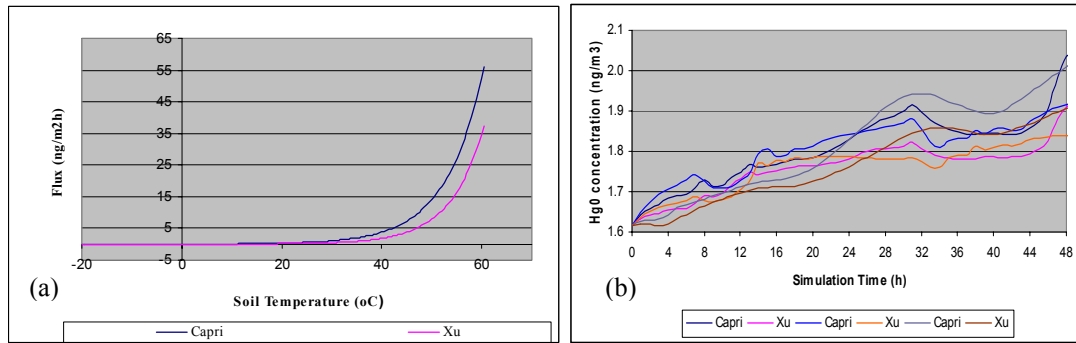 65
55
45
35
25
15
5
-5
-20
0
20
40
60
Flux (ng/m2h)
Soil Temperature (oC)
(a)
Capri
Xu
2.1
2.0
1.9
1.8
1.7
1.6
0 4 8 12 16 20 24 28 32 36 40 44 48
Hg0 concentration (ng/m3)
Simulation Time (h)
(b)
Capri Xu Capri Xu Capri Xu